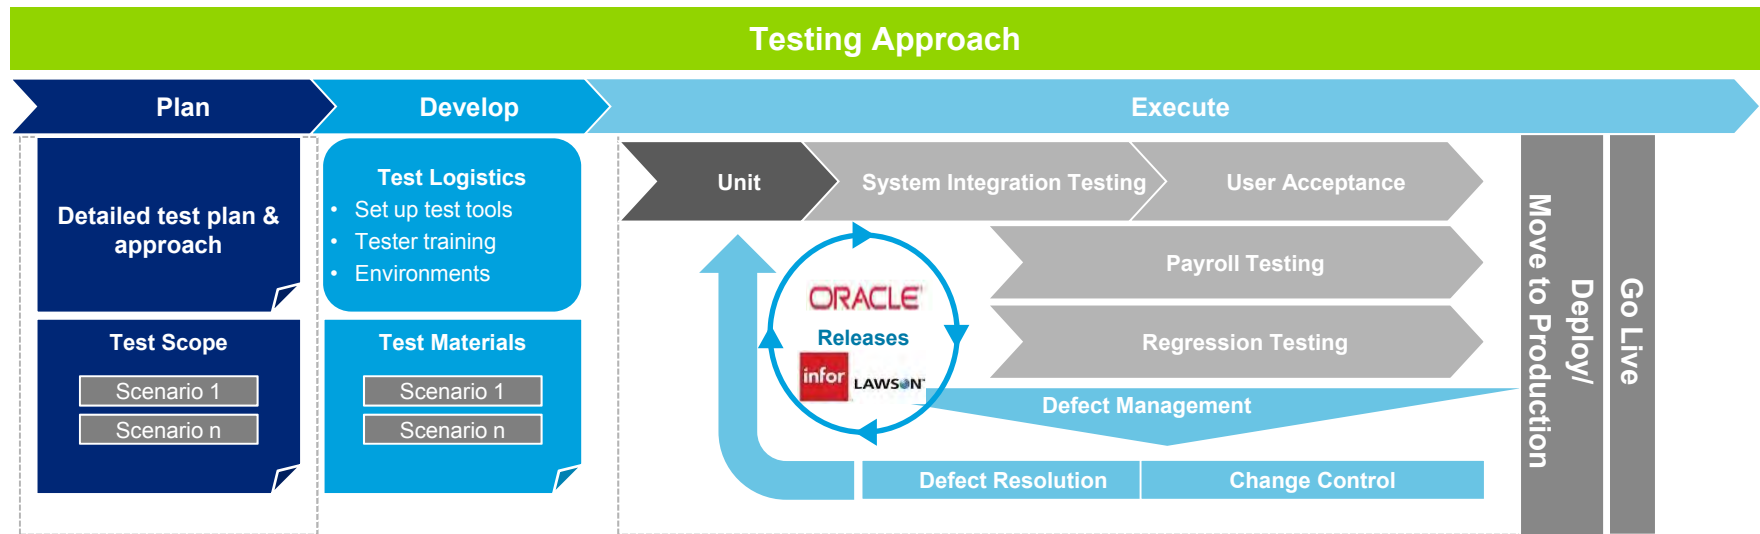 Testing Approach
Plan
Develop
Execute
Detailed test plan &
approach
Test Scope
Scenario 1
Scenario n
Test Logistics
• Set up test tools
• Tester training
• Environments
Test Materials
Scenario 1
Scenario n
Unit
System Integration Testing
User Acceptance
Payroll Testing
Regression Testing
ORACLE
Releases
infor
LAWSON
Defect Management
Defect Resolution
Change Control
Deploy/
Move to Production
Go Live